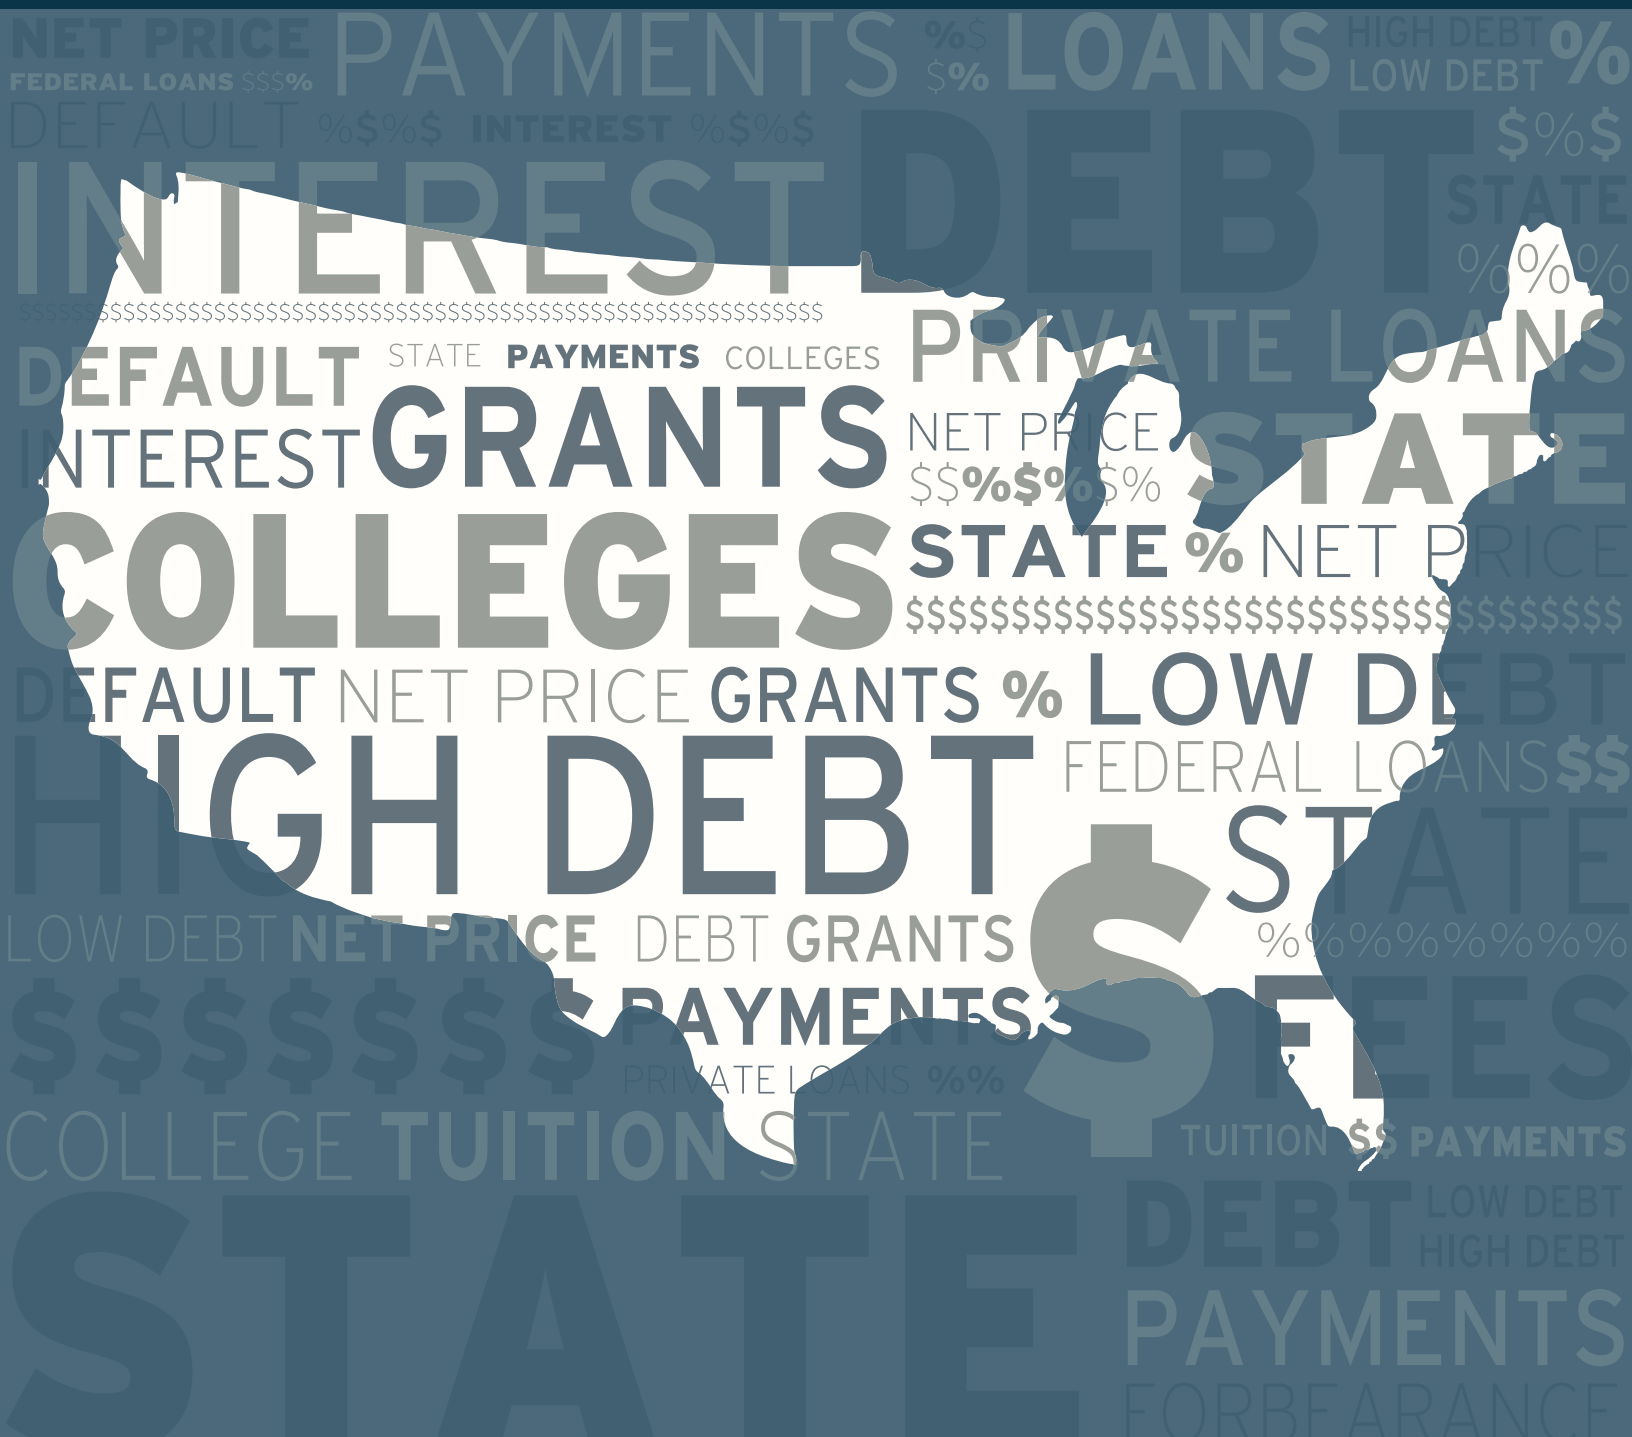 NET PRICE PAYMENTS %$ LOANS HIGH DEBT %
FEDERAL LOANS $$$% $% LOW DEBT
DEFAULT %$%$ INTEREST %$%$ DEBT $%$
INTEREST STATE
%%%
$$$$$$$$$$$$$$$$$$$$$$$$$$$$$$$$$$$$$$$$$$$$$$$$$$$$$$$$$$$$$$
PRIVATE LOANS
DEFAULT STATE PAYMENTS COLLEGES
INTEREST GRANTS NET PRICE STATE
$$%$%$%
COLLEGES STATE % NET PRICE
$$$$$$$$$$$$$$$$$$$$$$$$$$$$$$$$$$
DEFAULT NET PRICE GRANTS % LOW DEBT
HIGH DEBT FEDERAL LOANS $$
$ STATE
LOW DEBT NET PRICE DEBT GRANTS %%%%%%%%
$$$$$$$ PAYMENTS FEES
PRIVATE LOANS %%
COLLEGE TUITION STATE TUITION $$ PAYMENTS
STATE DEBT LOW DEBT
HIGH DEBT
PAYMENTS
FORBEARANCE